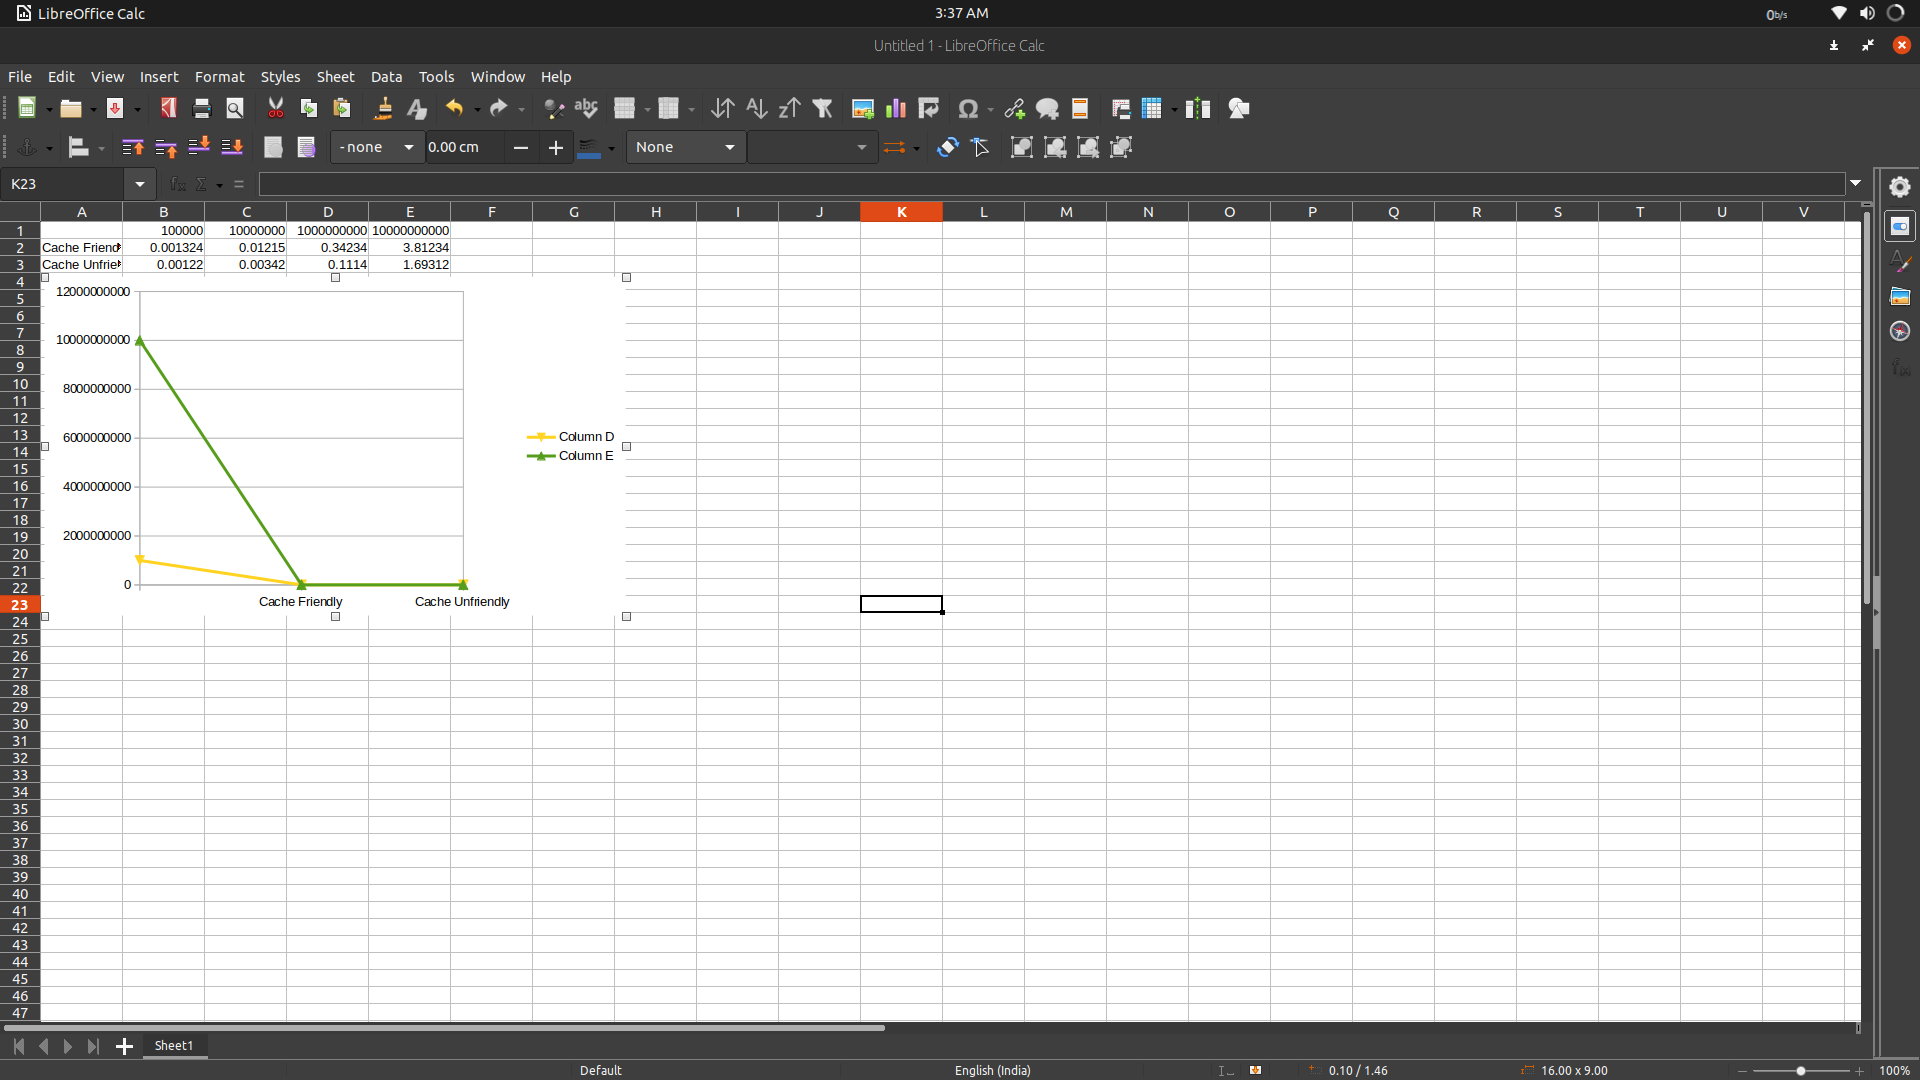 LibreOffice Calc 3:37 AM 0b/s
Untitled 1 - LibreOffice Calc
File Edit View Insert Format Styles Sheet Data Tools Window Help
- none 0.00 cm None
K23
A B C D E F G H I J K L M N O P Q R S T U V
1 100000 10000000 1000000000 10000000000
2 Cache Friend 0.001324 0.01215 0.34234 3.81234
3 Cache Unfrie 0.00122 0.00342 0.1114 1.69312
4
5 12000000000
6
7
8 10000000000
9
10
11 8000000000
12
13 Column D
14 6000000000 Column E
15
16 4000000000
17
18
19 2000000000
20
21
22 0
23 Cache Friendly Cache Unfriendly
24
25
26
27
28
29
30
31
32
33
34
35
36
37
38
39
40
41
42
43
44
45
46
47
Sheet1
Default English (India) 0.10 / 1.46 16.00 x 9.00 100%